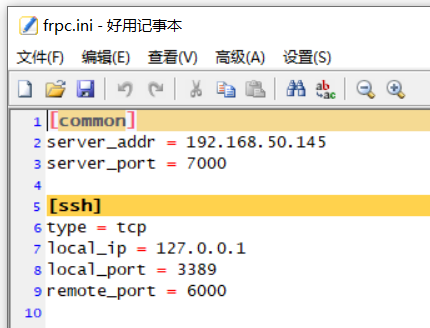 frpc.ini - 好用记事本
文件(F) 编辑(E) 查看(V) 高级(A) 设置(S)
ab
ac
1 [common]
2 server_addr = 192.168.50.145
3 server_port = 7000
4
5 [ssh]
6 type = tcp
7 local_ip = 127.0.0.1
8 local_port = 3389
9 remote_port = 6000
10